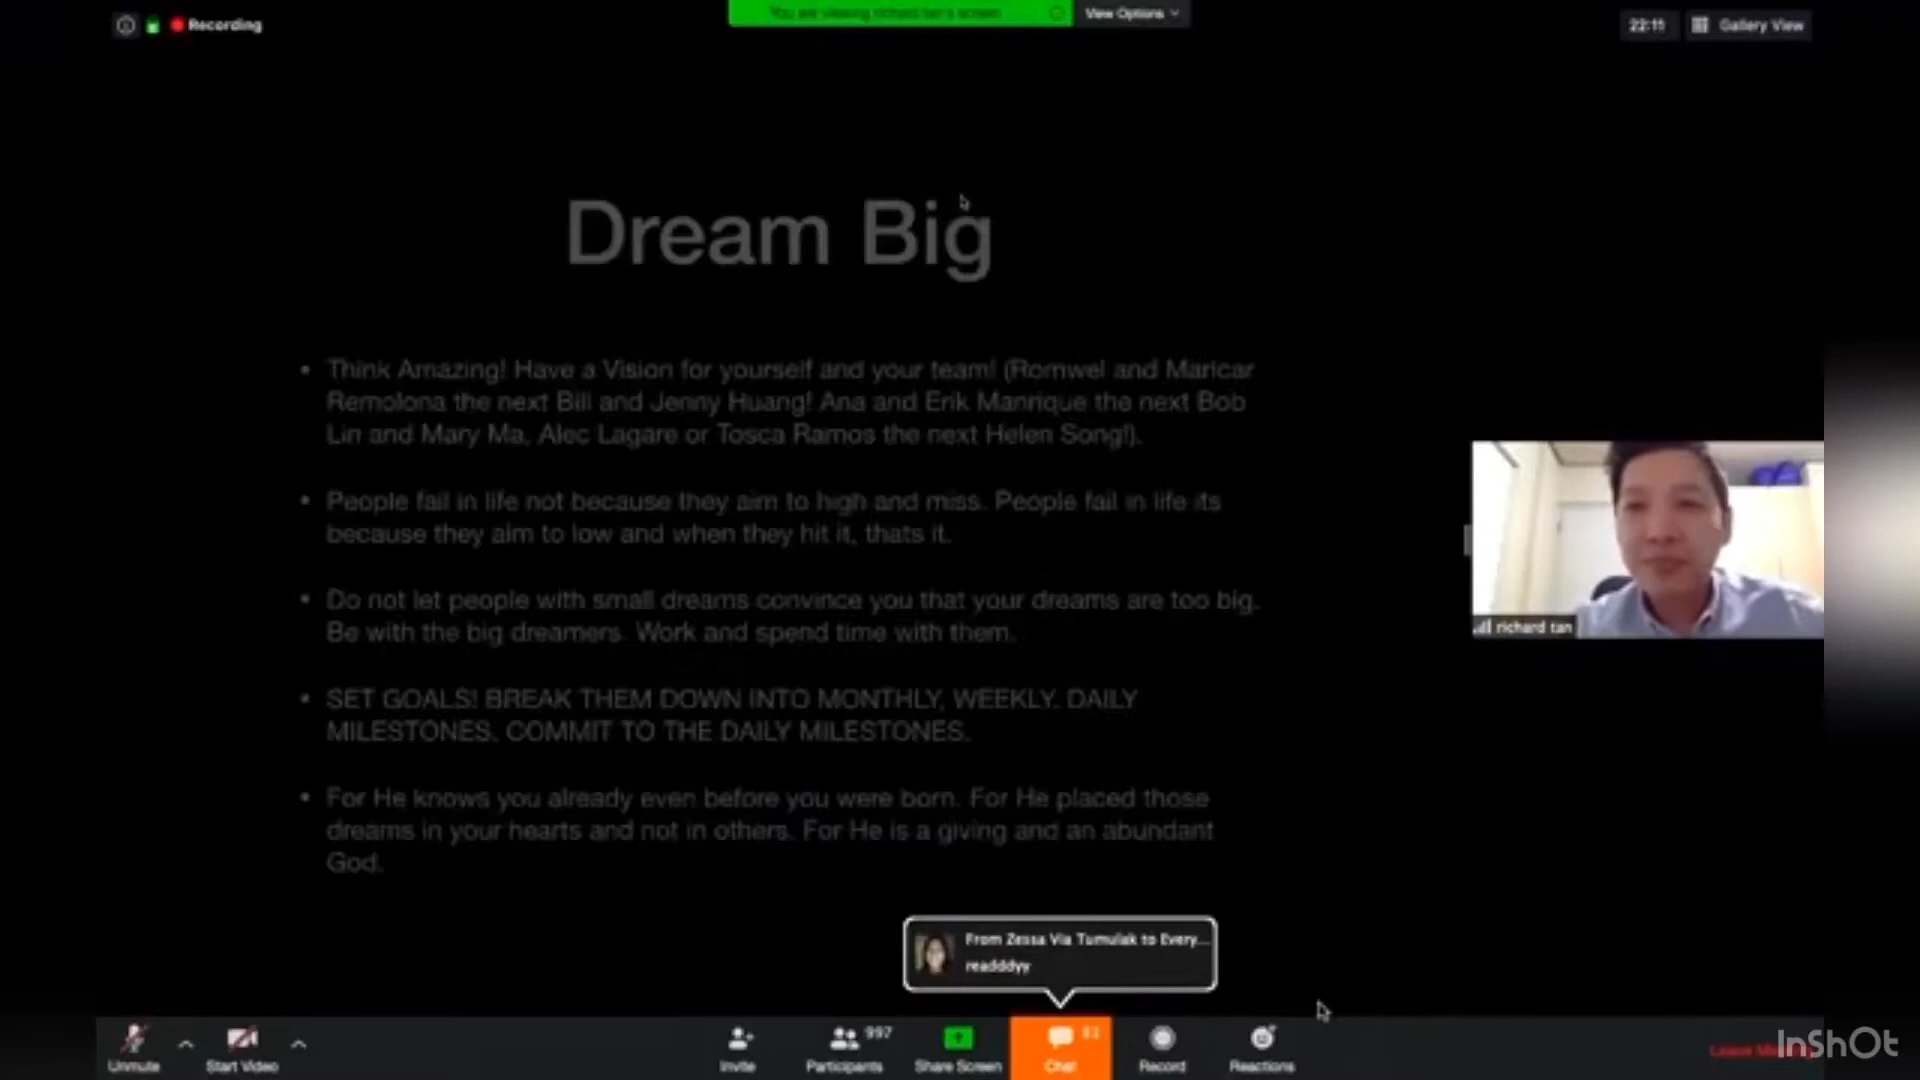 Recording
You are viewing richard tan's screen
View Options
22:11
Gallery View
Dream Big
• Think Amazing! Have a Vision for yourself and your team! (Romwel and Maricar
Remolona the next Bill and Jenny Huang! Ana and Erik Manrique the next Bob
Lin and Mary Ma, Alec Lagare or Tosca Ramos the next Helen Song!).
• People fail in life not because they aim to high and miss. People fail in life its
because they aim to low and when they hit it, thats it.
• Do not let people with small dreams convince you that your dreams are too big.
Be with the big dreamers. Work and spend time with them.
• SET GOALS! BREAK THEM DOWN INTO MONTHLY, WEEKLY. DAILY
MILESTONES. COMMIT TO THE DAILY MILESTONES.
• For He knows you already even before you were born. For He placed those
dreams in your hearts and not in others. For He is a giving and an abundant
God.
richard tan
From Zessa Via Tumulak to Every...
readddyy
Unmute
Start Video
Invite
Participants 997
Share Screen
Chat
Record
Reactions
Leave
InShOt